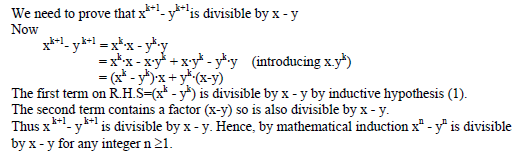 We need to prove that x^{k+1}- y^{k+1}is divisible by x - y
Now
x^{k+1}- y^{k+1} = x^k·x - y^k·y
= x^k·x - x·y^k + x·y^k - y^k·y   (introducing x.y^k)
= (x^k - y^k)·x + y^k·(x-y)
The first term on R.H.S=(x^k - y^k) is divisible by x - y by inductive hypothesis (1).
The second term contains a factor (x-y) so is also divisible by x - y.
Thus x^{k+1}- y^{k+1} is divisible by x - y. Hence, by mathematical induction x^n - y^n is divisible
by x - y for any integer n ≥1.